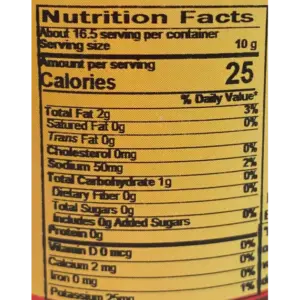 Nutrition Facts
About 16.5 serving per container
Serving size 10 g
Amount per serving
Calories 25
% Daily Value*
Total Fat 2g 3%
Satured Fat 0g 0%
Trans Fat 0g
Cholesterol 0mg 0%
Sodium 50mg 2%
Total Carbohydrate 1g 0%
Dietary Fiber 0g 0%
Total Sugars 0g
Includes 0g Added Sugars 0%
Protein 0g
Vitamin D 0 mcg 0%
Calcium 2 mg 0%
Iron 0 mg 0%
Potassium 25mg 1%